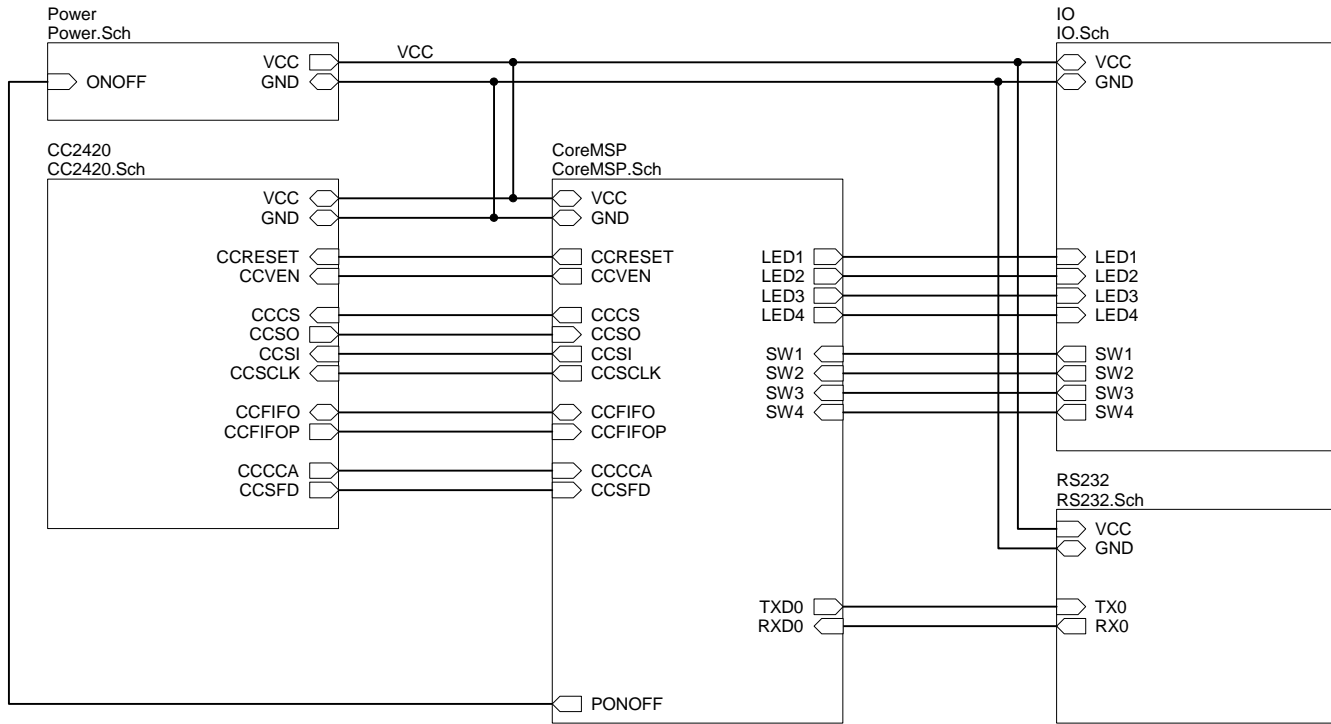 Power
Power.Sch
VCC
GND
ONOFF
VCC
IO
IO.Sch
VCC
GND
LED1
LED2
LED3
LED4
SW1
SW2
SW3
SW4
CC2420
CC2420.Sch
VCC
GND
CCRESET
CCVEN
CCCS
CCSO
CCSI
CCSCLK
CCFIFO
CCFIFOP
CCCCA
CCSFD
CoreMSP
CoreMSP.Sch
VCC
GND
CCRESET
CCVEN
CCCS
CCSO
CCSI
CCSCLK
CCFIFO
CCFIFOP
CCCCA
CCSFD
PONOFF
LED1
LED2
LED3
LED4
SW1
SW2
SW3
SW4
TXD0
RXD0
RS232
RS232.Sch
VCC
GND
TX0
RX0